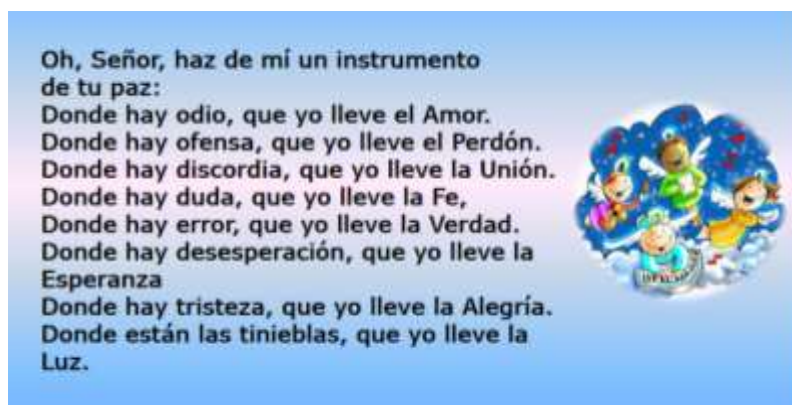 Oh, Señor, haz de mí un instrumento
de tu paz:
Donde hay odio, que yo lleve el Amor.
Donde hay ofensa, que yo lleve el Perdón.
Donde hay discordia, que yo lleve la Unión.
Donde hay duda, que yo lleve la Fe,
Donde hay error, que yo lleve la Verdad.
Donde hay desesperación, que yo lleve la
Esperanza
Donde hay tristeza, que yo lleve la Alegría.
Donde están las tinieblas, que yo lleve la
Luz.